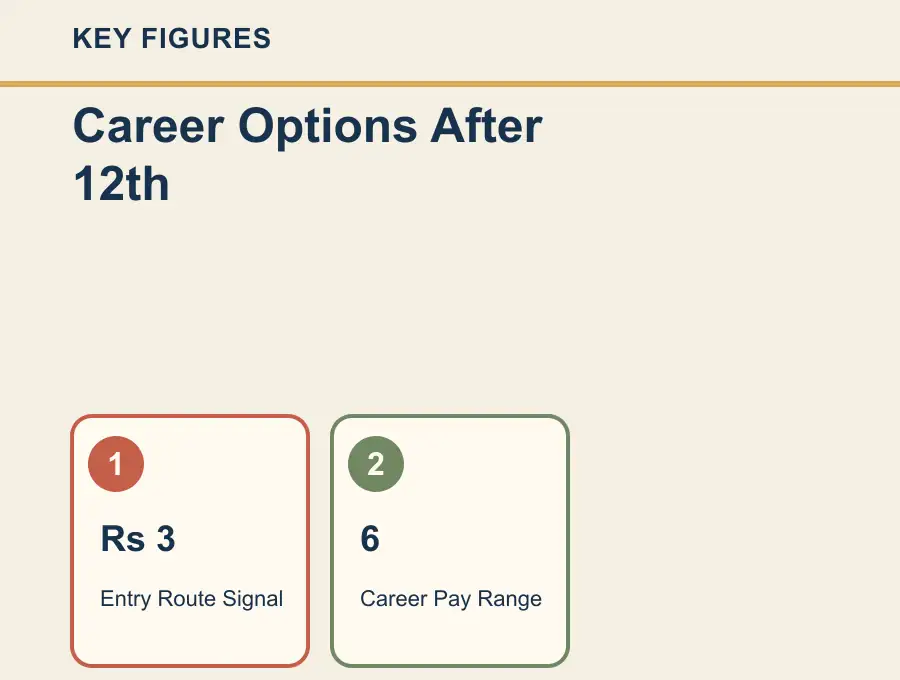 KEY FIGURES
Career Options After
12th
1
Rs 3
Entry Route Signal
2
6
Career Pay Range